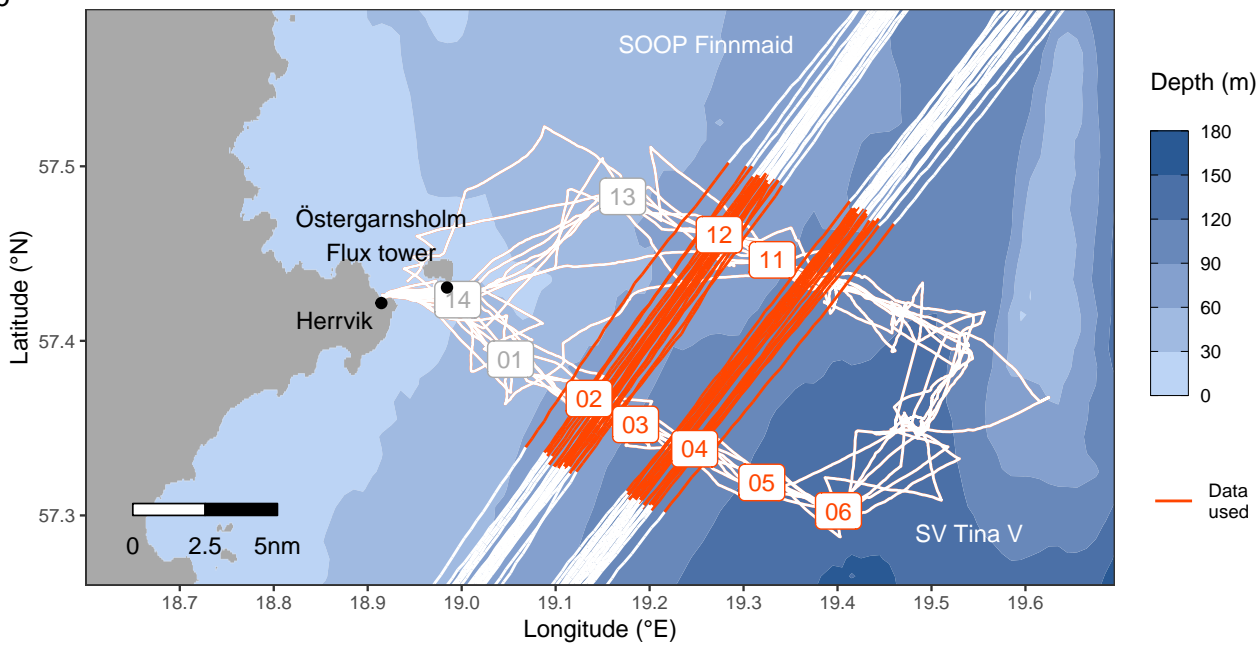 SOOP Finnmaid
Depth (m)
180
150
120
90
60
30
0
57.5
57.4
57.3
Latitude (°N)
13
12
11
Östergarnsholm
Flux tower
14
Herrvik
01
02
03
04
05
06
SV Tina V
0 2.5 5nm
Data
used
18.7 18.8 18.9 19.0 19.1 19.2 19.3 19.4 19.5 19.6
Longitude (°E)